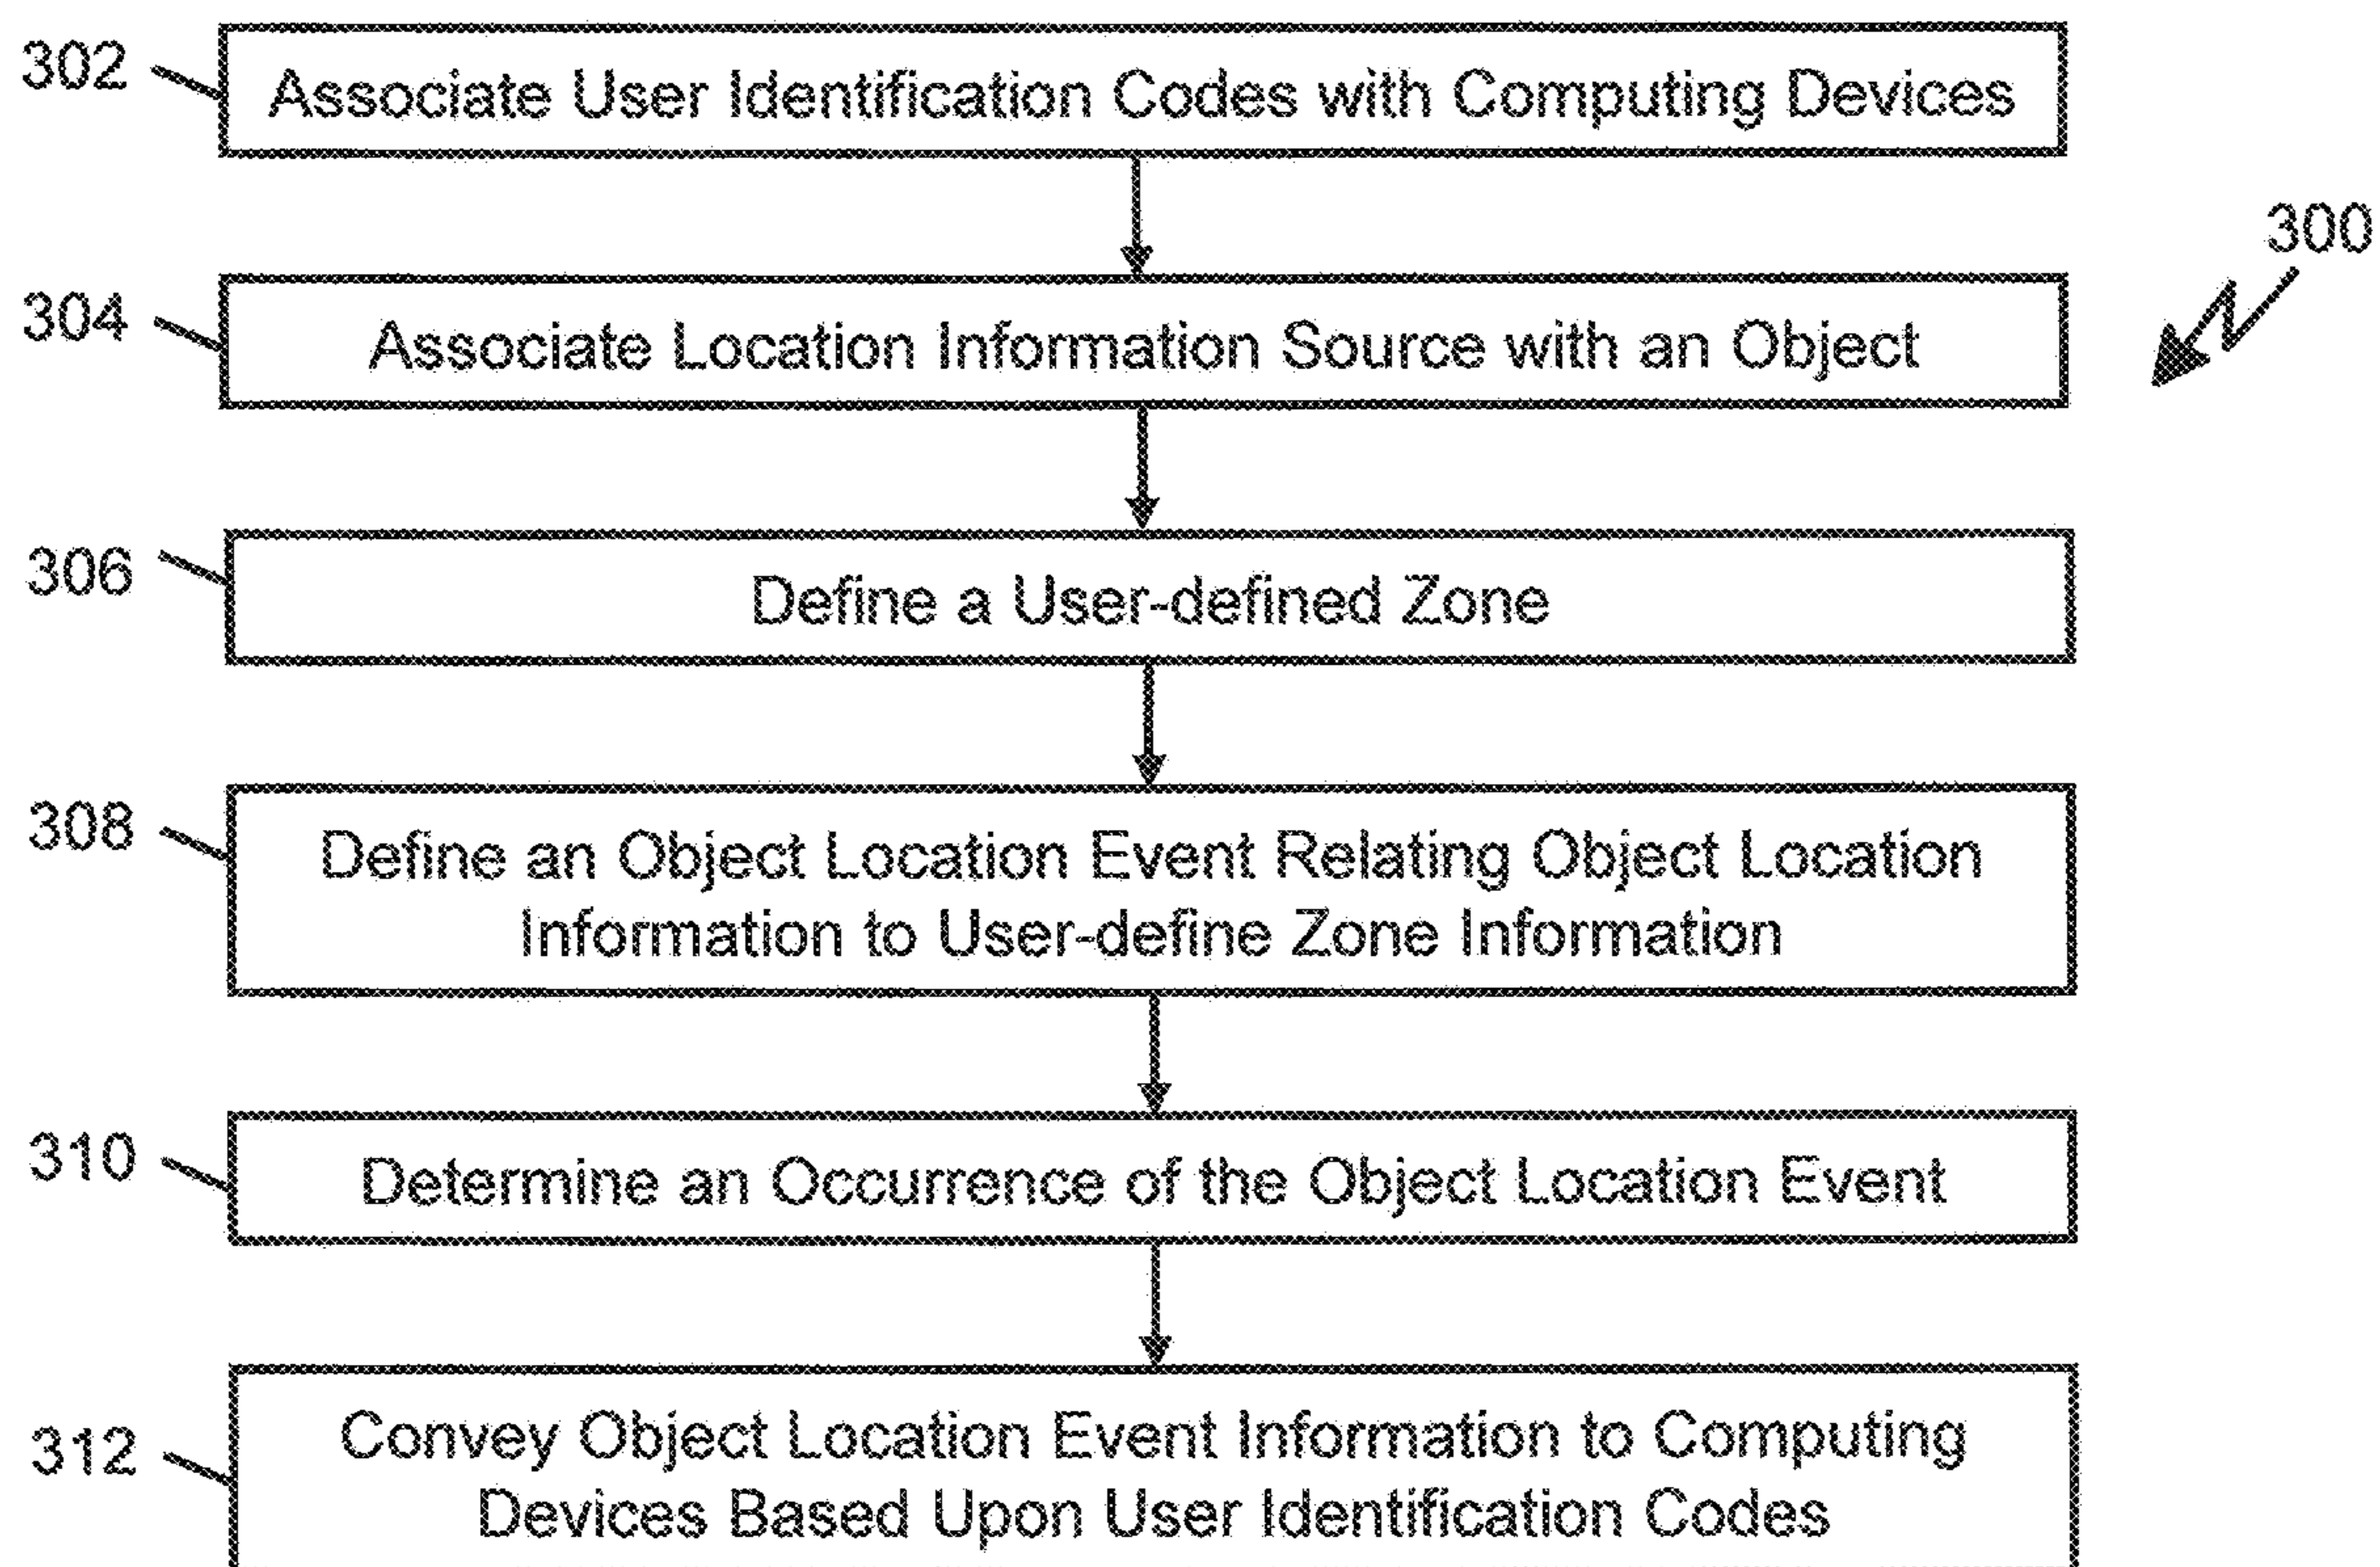 302
Associate User Identification Codes with Computing Devices
300
304
Associate Location Information Source with an Object
306
Define a User-defined Zone
308
Define an Object Location Event Relating Object Location
Information to User-define Zone Information
310
Determine an Occurrence of the Object Location Event
312
Convey Object Location Event Information to Computing
Devices Based Upon User Identification Codes